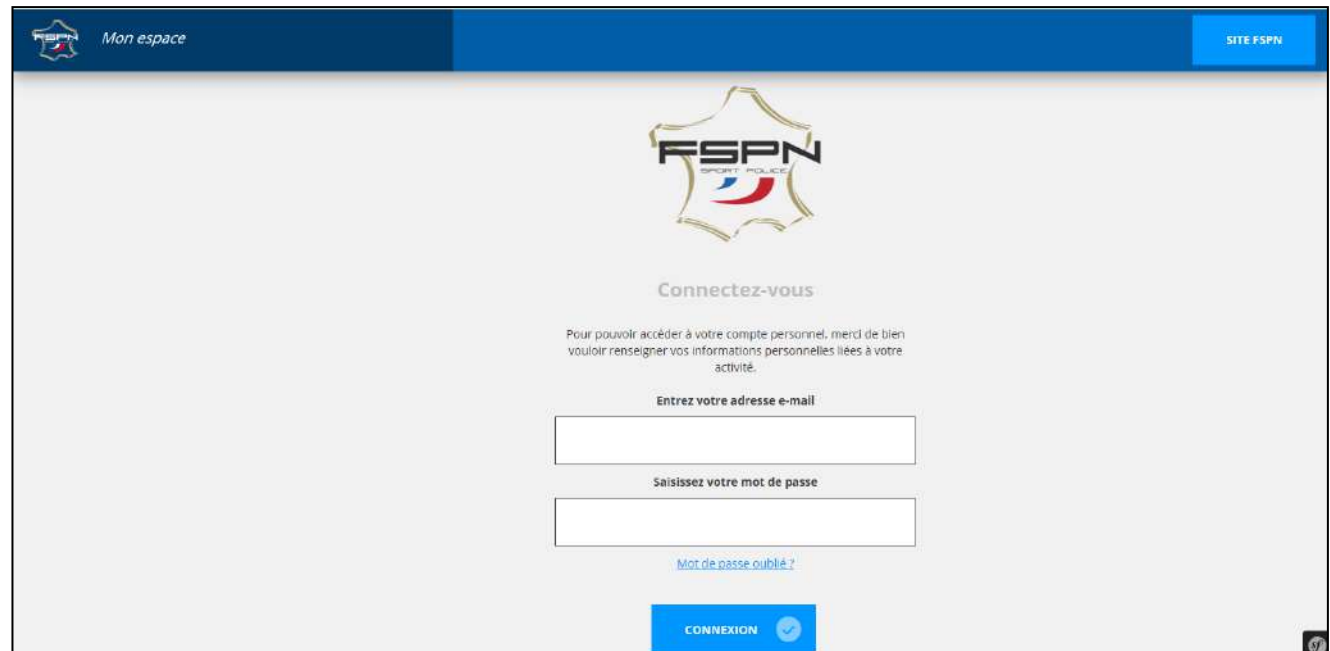 FSPN
Mon espace
SITE FSPN
FSPN
SPORT POLICE
Connectez-vous
Pour pouvoir accéder à votre compte personnel, merci de bien
vouloir renseigner vos informations personnelles liées à votre
activité.
Entrez votre adresse e-mail
Saisissez votre mot de passe
Mot de passe oublié ?
CONNEXION
sf